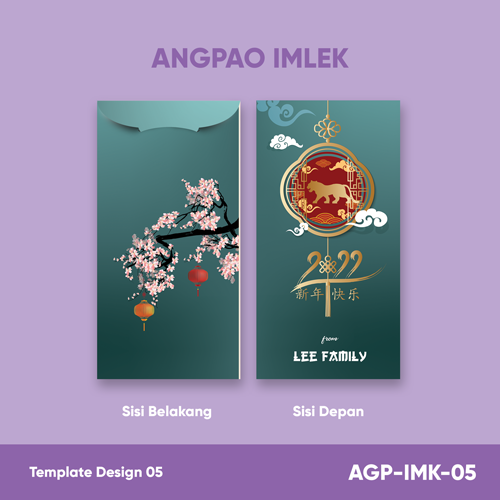 ANGPAO IMLEK
2022
新年快乐
from
LEE FAMILY
Sisi Belakang
Sisi Depan
Template Design 05
AGP-IMK-05